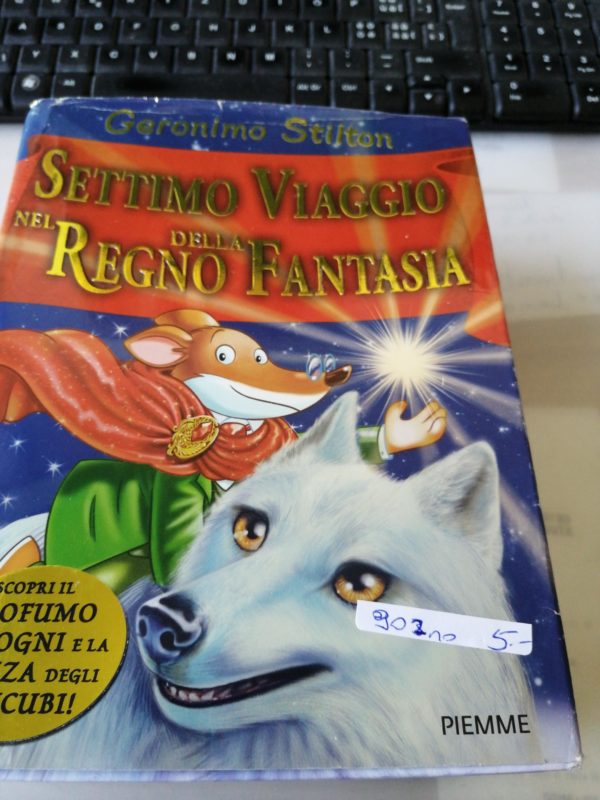 Geronimo Stilton
SETTIMO VIAGGIO
NEL REGNO DELLA FANTASIA
SCOPRI IL
OFUMO
OGNI E LA
ZA DEGLI
CUBI!
5.-
PIEMME